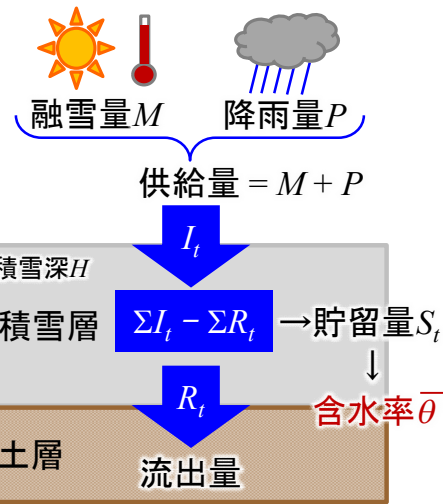 融雪量M 降雨量P
供給量 = M + P
I_t
積雪深H
積雪層 ΣI_t − ΣR_t →貯留量S_t
↓
R_t
含水率θ̅
土層
流出量